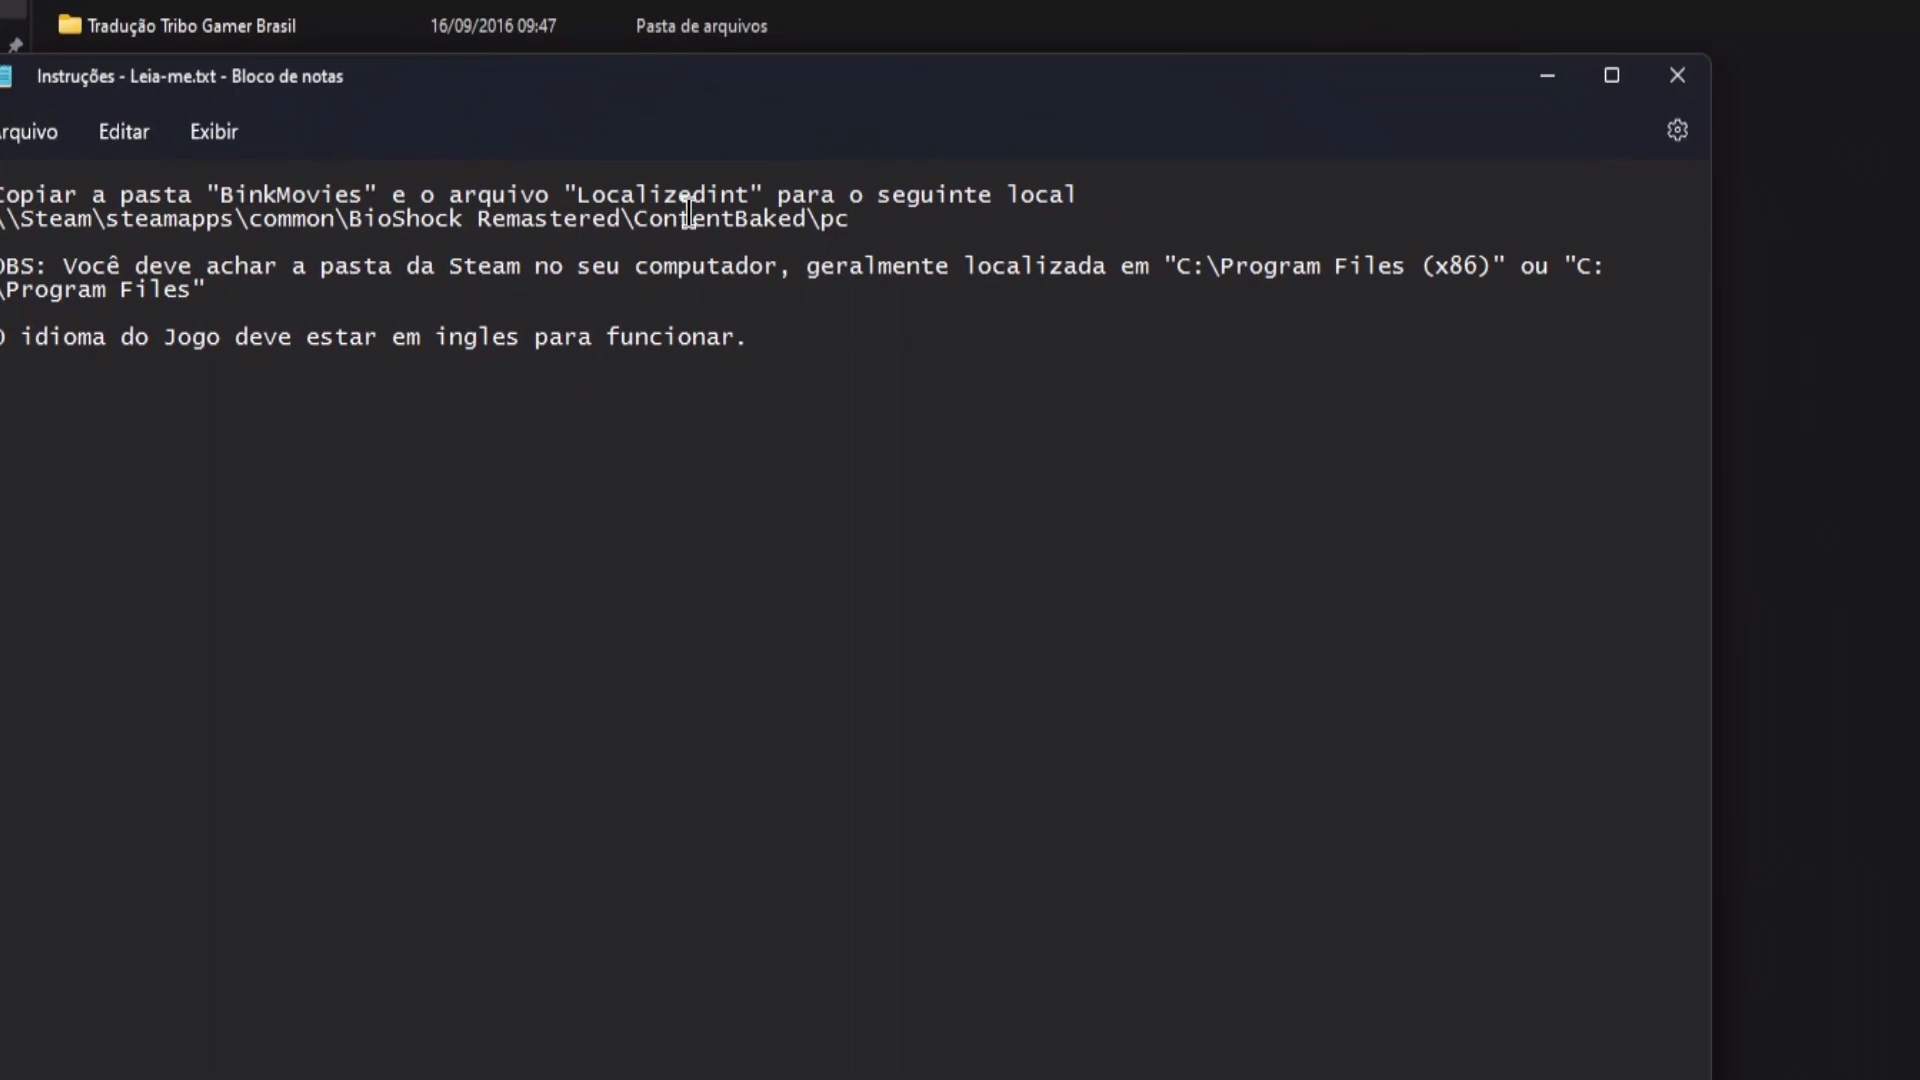 Tradução Tribo Gamer Brasil 16/09/2016 09:47 Pasta de arquivos
Instruções - Leia-me.txt - Bloco de notas
rquivo Editar Exibir
Copiar a pasta "BinkMovies" e o arquivo "Localizedint" para o seguinte local
\\Steam\steamapps\common\BioShock Remastered\ContentBaked\pc
OBS: Você deve achar a pasta da Steam no seu computador, geralmente localizada em "C:\Program Files (x86)" ou "C:
\Program Files"
O idioma do Jogo deve estar em ingles para funcionar.